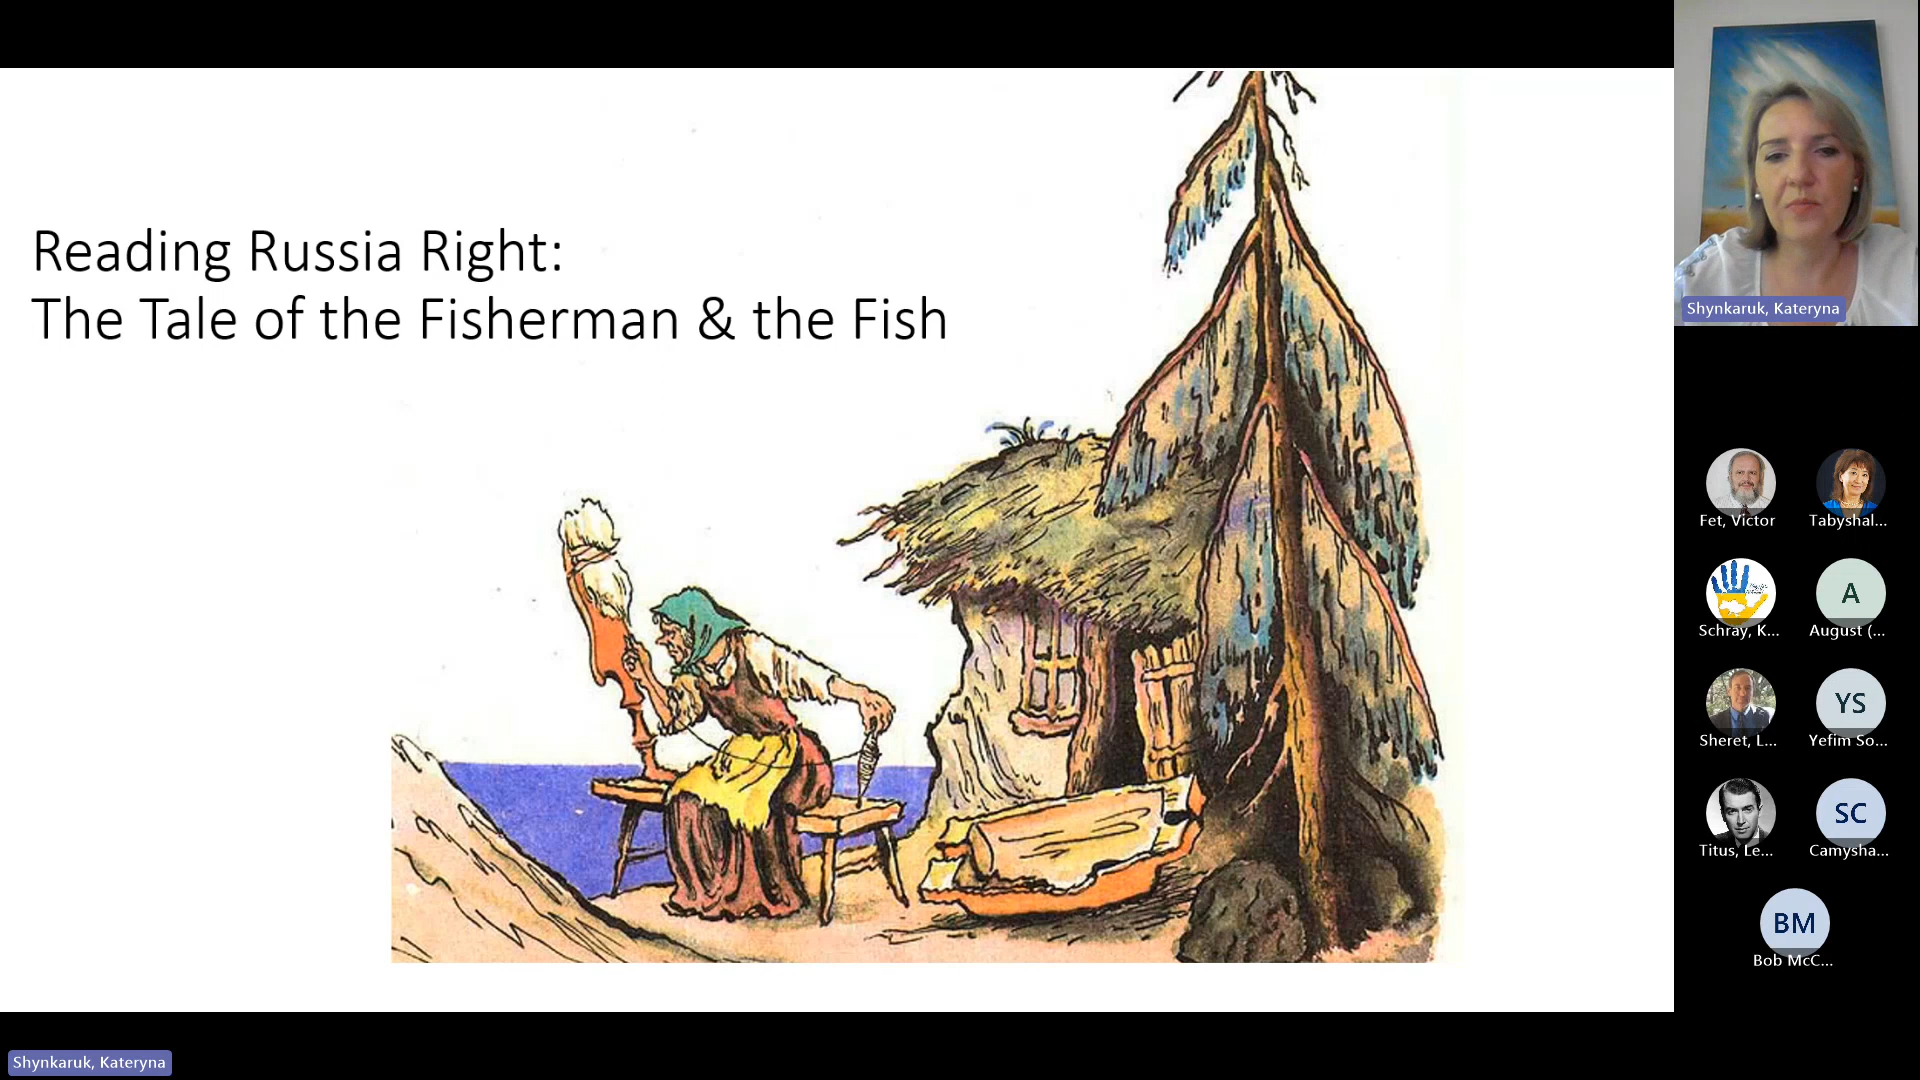 Reading Russia Right:
The Tale of the Fisherman & the Fish
Shynkaruk, Kateryna
Fet, Victor
Tabyshal...
Schray, K...
A
August (...
Sheret, L...
YS
Yefim So...
Titus, Le...
SC
Camysha...
BM
Bob McC...
Shynkaruk, Kateryna